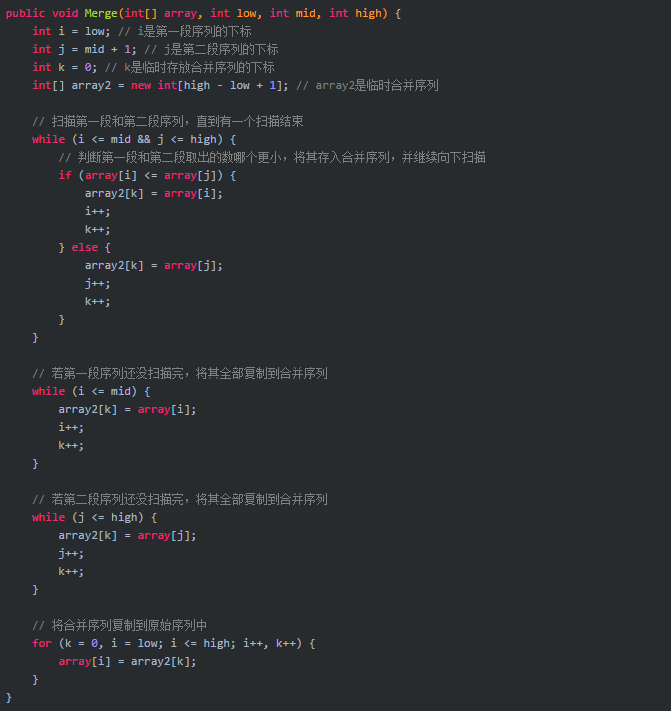 public void Merge(int[] array, int low, int mid, int high) {
    int i = low; // i是第一段序列的下标
    int j = mid + 1; // j是第二段序列的下标
    int k = 0; // k是临时存放合并序列的下标
    int[] array2 = new int[high - low + 1]; // array2是临时合并序列

    // 扫描第一段和第二段序列，直到有一个扫描结束
    while (i <= mid && j <= high) {
        // 判断第一段和第二段取出的数哪个更小，将其存入合并序列，并继续向下扫描
        if (array[i] <= array[j]) {
            array2[k] = array[i];
            i++;
            k++;
        } else {
            array2[k] = array[j];
            j++;
            k++;
        }
    }

    // 若第一段序列还没扫描完，将其全部复制到合并序列
    while (i <= mid) {
        array2[k] = array[i];
        i++;
        k++;
    }

    // 若第二段序列还没扫描完，将其全部复制到合并序列
    while (j <= high) {
        array2[k] = array[j];
        j++;
        k++;
    }

    // 将合并序列复制到原始序列中
    for (k = 0, i = low; i <= high; i++, k++) {
        array[i] = array2[k];
    }
}